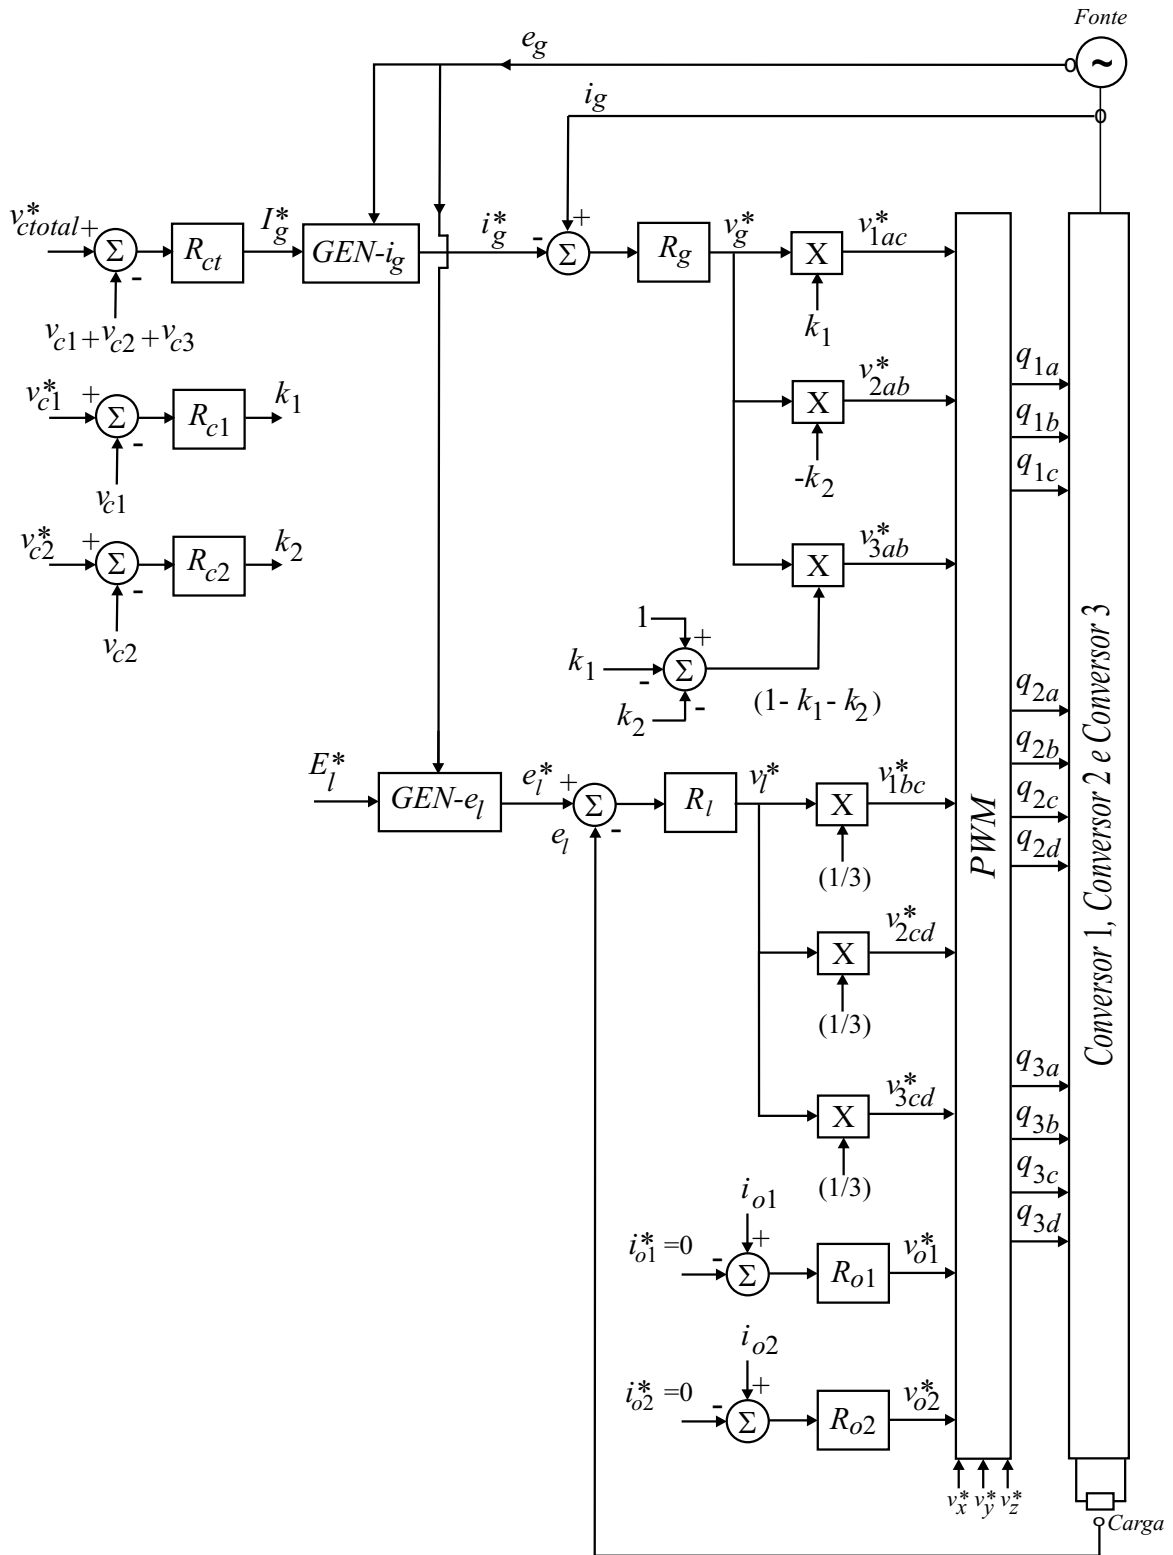 Fonte
~
e_g
i_g
v*_ctotal + Σ -
R_ct
I*_g
GEN-i_g
i*_g - + Σ
R_g
v*_g
X
v*_1ac
k_1
v_c1 + v_c2 + v_c3
q_1a
v*_c1 + Σ -
R_c1
k_1
X
v*_2ab
q_1b
-k_2
q_1c
v_c1
v*_c2 + Σ -
R_c2
k_2
X
v*_3ab
v_c2
1
+
k_1 - Σ
k_2 -
(1- k_1 - k_2)
q_2a
q_2b
E*_l
GEN-e_l
e*_l + Σ -
e_l
R_l
v*_l
X
v*_1bc
(1/3)
q_2c
q_2d
PWM
Conversor 1, Conversor 2 e Conversor 3
X
v*_2cd
(1/3)
X
v*_3cd
(1/3)
q_3a
q_3b
q_3c
q_3d
i_o1
i*_o1 =0 - + Σ
R_o1
v*_o1
i_o2
i*_o2 =0 - + Σ
R_o2
v*_o2
v*_x v*_y v*_z
Carga